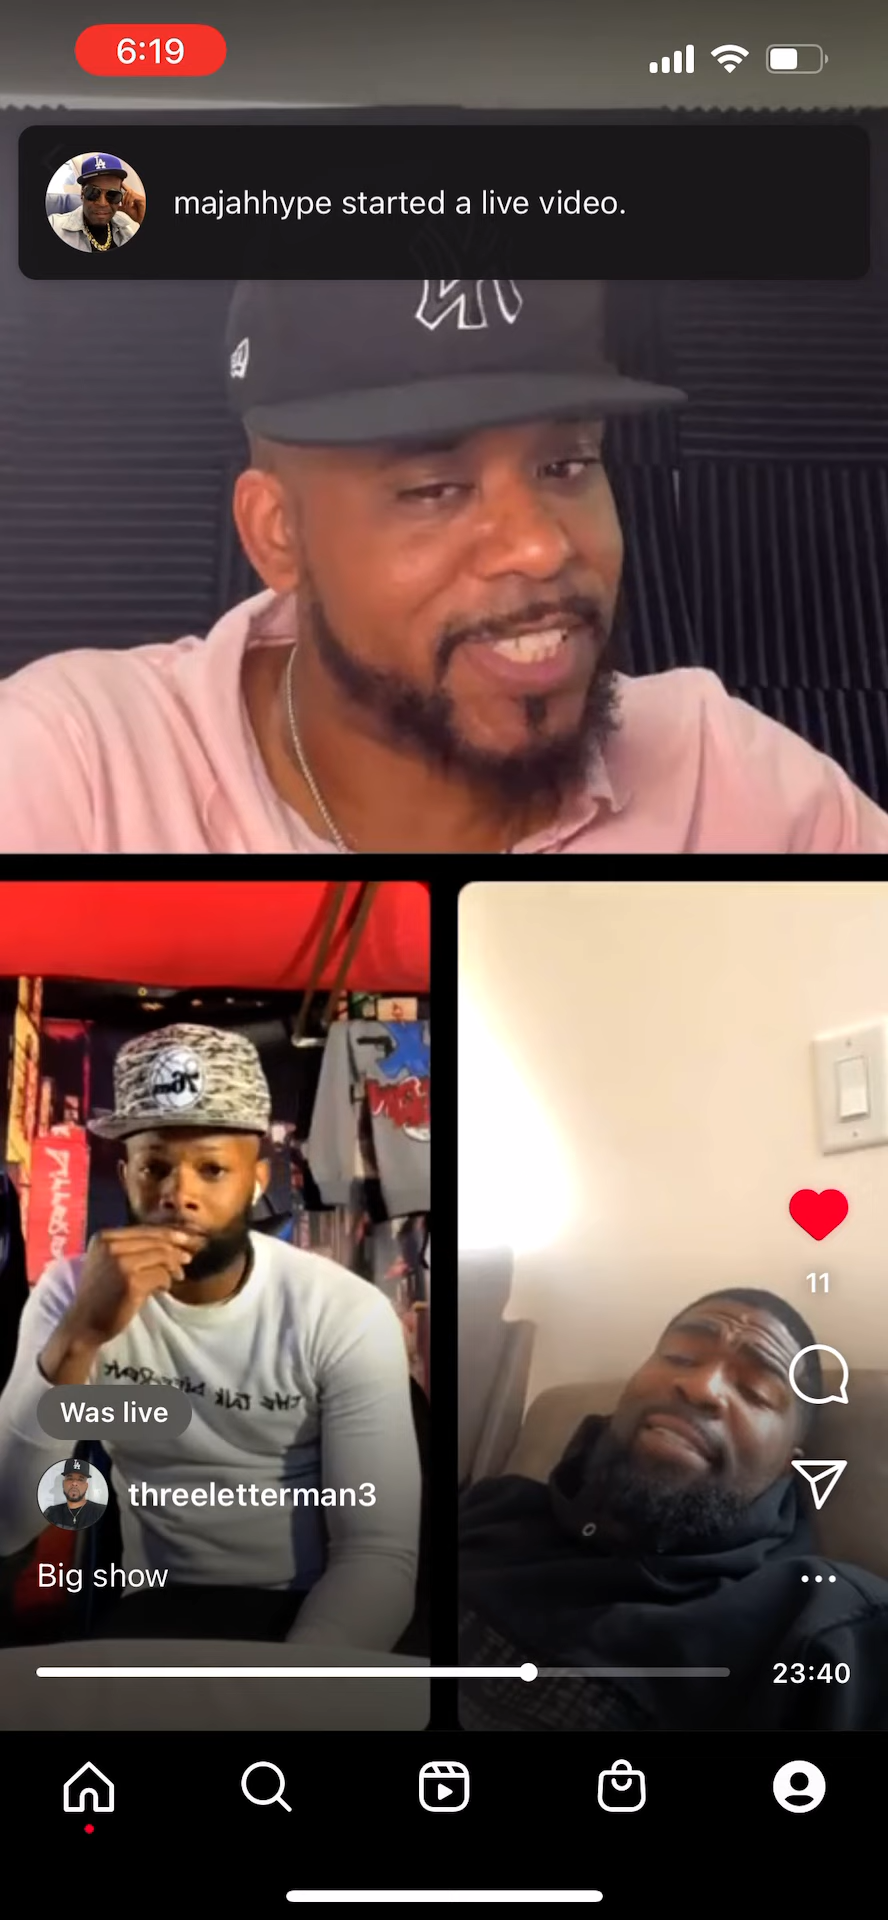 6:19
majahhype started a live video.
Was live
threeletterman3
Big show
11
23:40